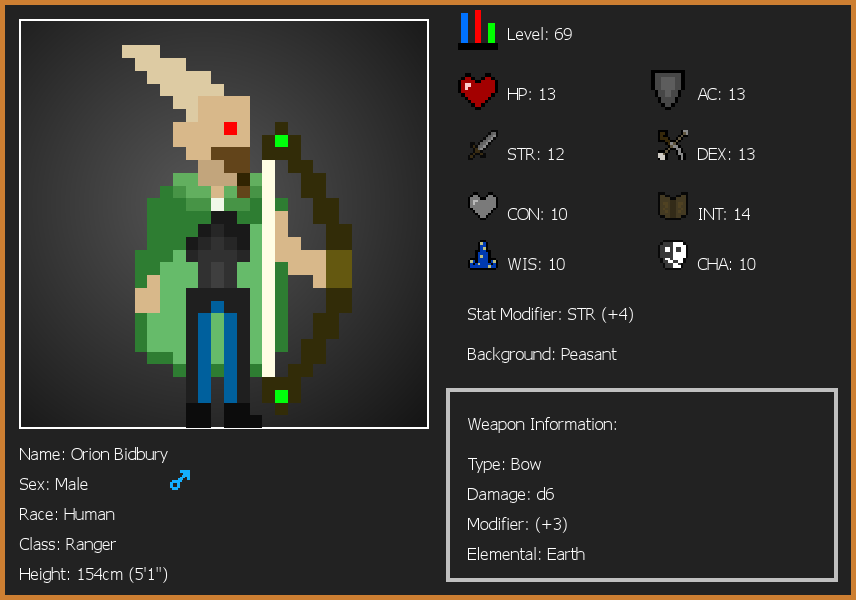 Level: 69
HP: 13
AC: 13
STR: 12
DEX: 13
CON: 10
INT: 14
WIS: 10
CHA: 10
Stat Modifier: STR (+4)
Background: Peasant
Name: Orion Bidbury
Sex: Male
Race: Human
Class: Ranger
Height: 154cm (5'1")
Weapon Information:
Type: Bow
Damage: d6
Modifier: (+3)
Elemental: Earth